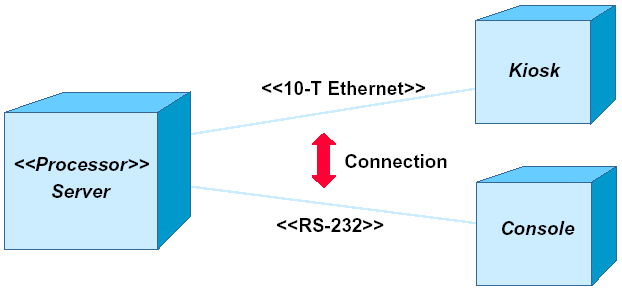 Kiosk
<<10-T Ethernet>>
<<Processor>>
Server
Connection
<<RS-232>>
Console